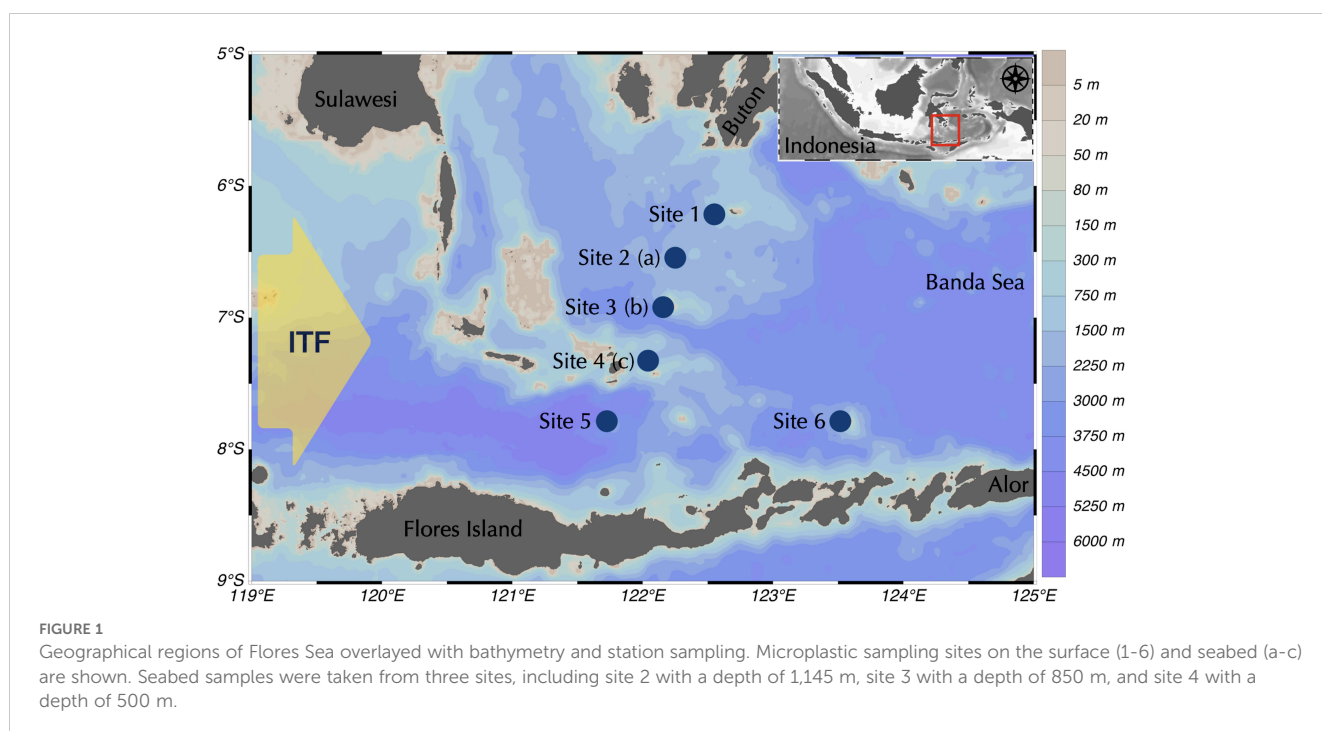 5°S
6°S
7°S
8°S
9°S
119°E
120°E
121°E
122°E
123°E
124°E
125°E
Sulawesi
Buton
Indonesia
Site 1
Site 2 (a)
Banda Sea
Site 3 (b)
ITF
Site 4 (c)
Site 5
Site 6
Alor
Flores Island
5 m
20 m
50 m
80 m
150 m
300 m
750 m
1500 m
2250 m
3000 m
3750 m
4500 m
5250 m
6000 m
FIGURE 1
Geographical regions of Flores Sea overlayed with bathymetry and station sampling. Microplastic sampling sites on the surface (1-6) and seabed (a-c)
are shown. Seabed samples were taken from three sites, including site 2 with a depth of 1,145 m, site 3 with a depth of 850 m, and site 4 with a
depth of 500 m.